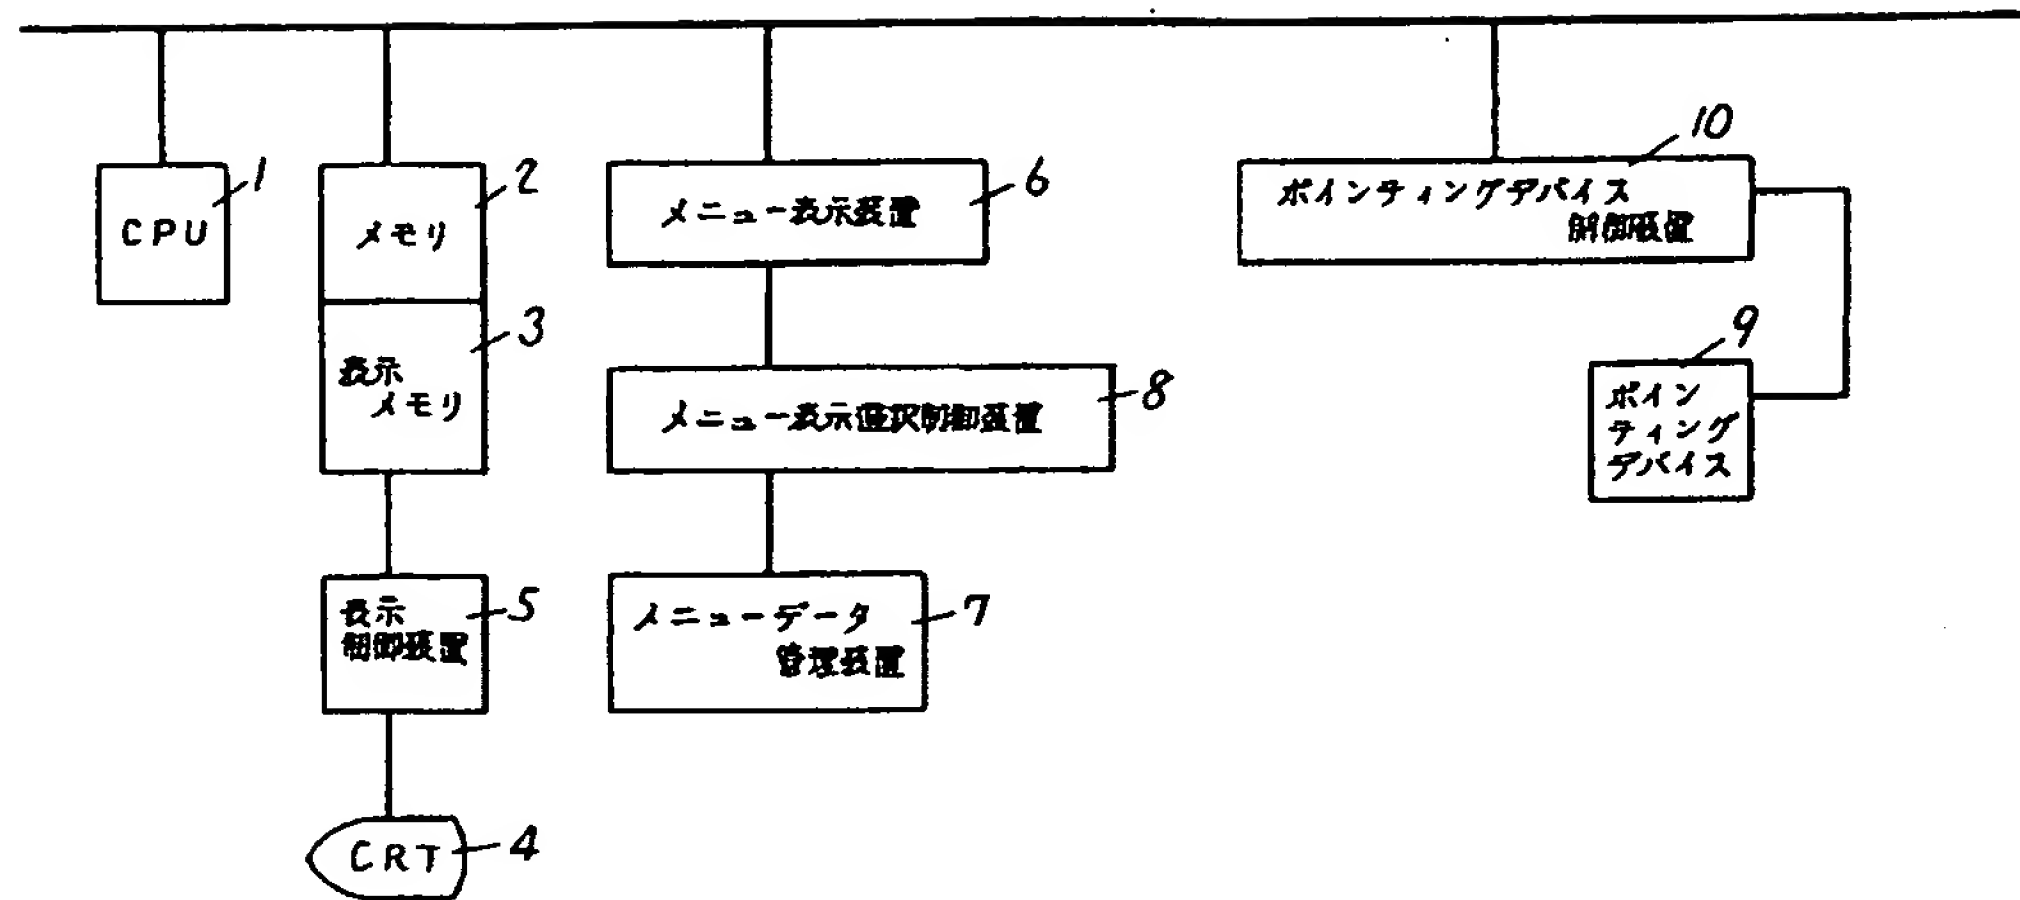 1
CPU
2
メモリ
3
表示
メモリ
5
表示
制御装置
4
CRT
6
メニュー表示装置
8
メニュー表示選択制御装置
7
メニューデータ
管理装置
10
ポインティングデバイス
制御装置
9
ポイン
ティング
デバイス